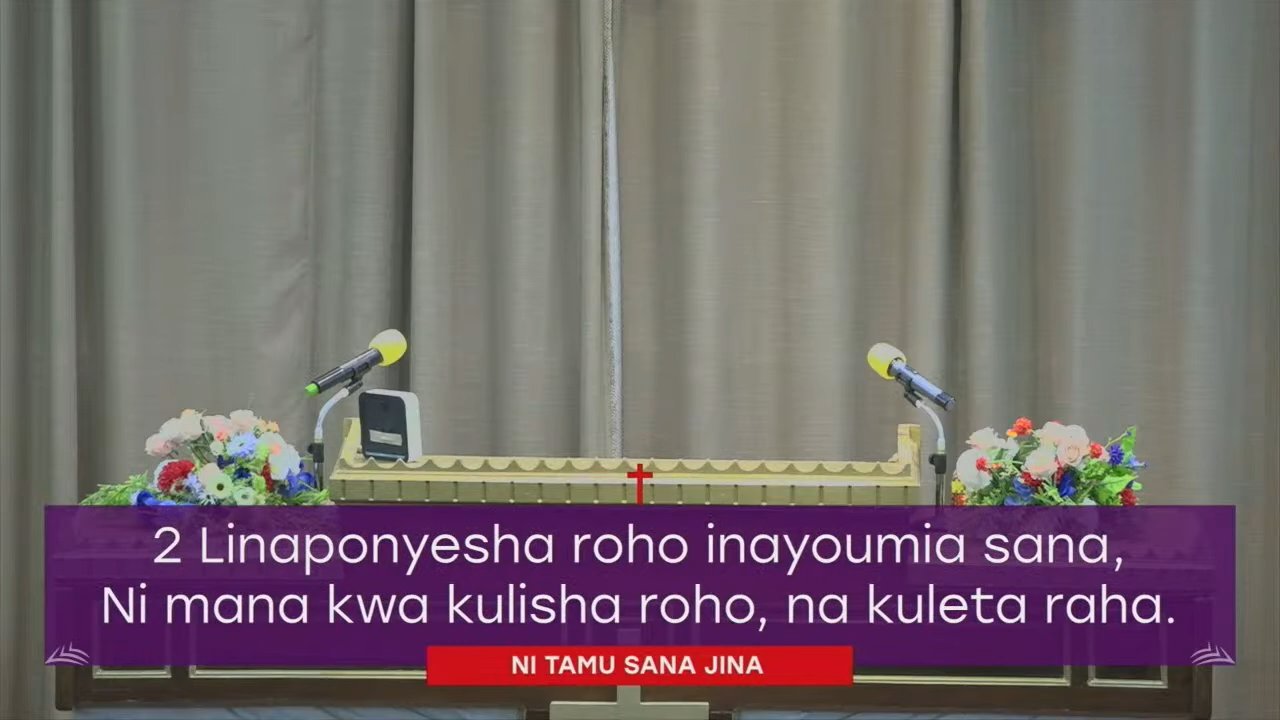 2 Linaponyesha roho inayoumia sana,
Ni mana kwa kulisha roho, na kuleta raha.
NI TAMU SANA JINA